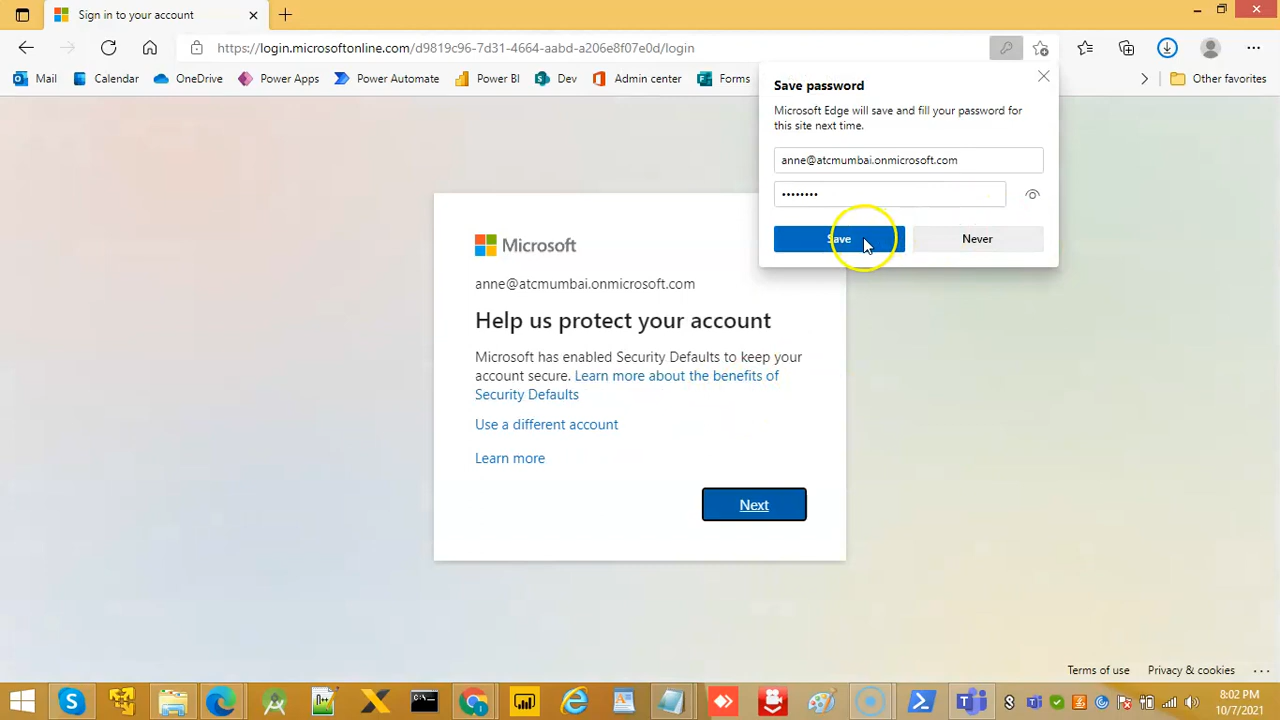 Sign in to your account
https://login.microsoftonline.com/d9819c96-7d31-4664-aabd-a206e8f07e0d/login
Mail Calendar OneDrive Power Apps Power Automate Power BI Dev Admin center Forms Other favorites
Save password
Microsoft Edge will save and fill your password for
this site next time.
anne@atcmumbai.onmicrosoft.com
••••••••
Save Never
Microsoft
anne@atcmumbai.onmicrosoft.com
Help us protect your account
Microsoft has enabled Security Defaults to keep your
account secure. Learn more about the benefits of
Security Defaults
Use a different account
Learn more
Next
Terms of use Privacy & cookies ...
8:02 PM
10/7/2021